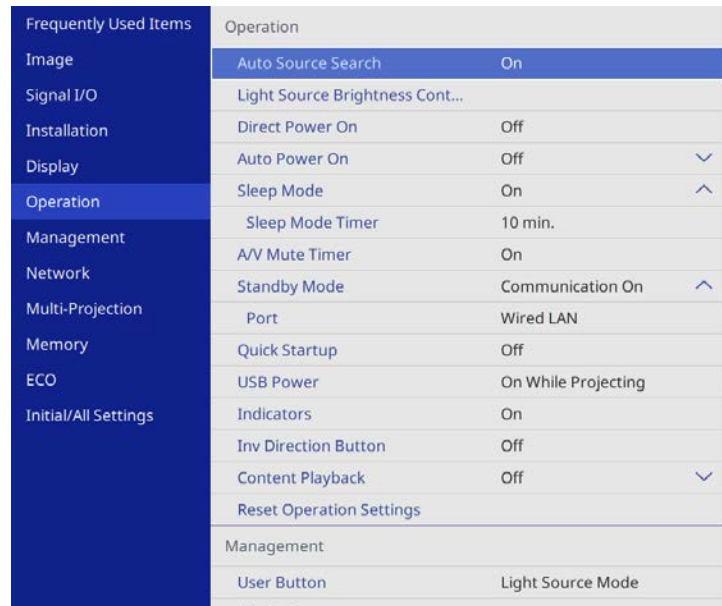 Frequently Used Items
Image
Signal I/O
Installation
Display
Operation
Management
Network
Multi-Projection
Memory
ECO
Initial/All Settings
Operation
Auto Source Search On
Light Source Brightness Cont...
Direct Power On Off
Auto Power On Off
Sleep Mode On
Sleep Mode Timer 10 min.
A/V Mute Timer On
Standby Mode Communication On
Port Wired LAN
Quick Startup Off
USB Power On While Projecting
Indicators On
Inv Direction Button Off
Content Playback Off
Reset Operation Settings
Management
User Button Light Source Mode